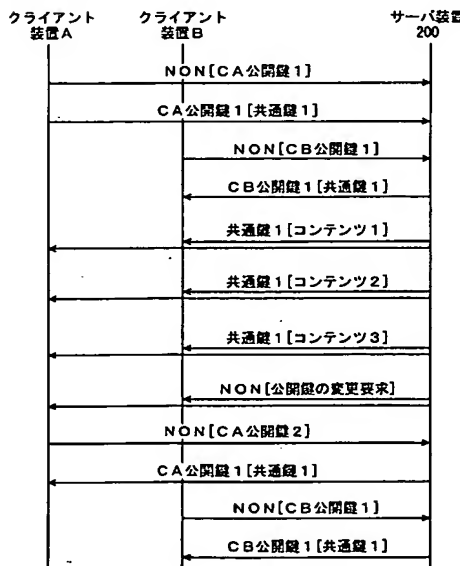 クライアント
装置A
クライアント
装置B
サーバ装置
200
NON[CA公開鍵1]
CA公開鍵1[共通鍵1]
NON[CB公開鍵1]
CB公開鍵1[共通鍵1]
共通鍵1[コンテンツ1]
共通鍵1[コンテンツ2]
共通鍵1[コンテンツ3]
NON[公開鍵の変更要求]
NON[CA公開鍵2]
CA公開鍵1[共通鍵1]
NON[CB公開鍵1]
CB公開鍵1[共通鍵1]